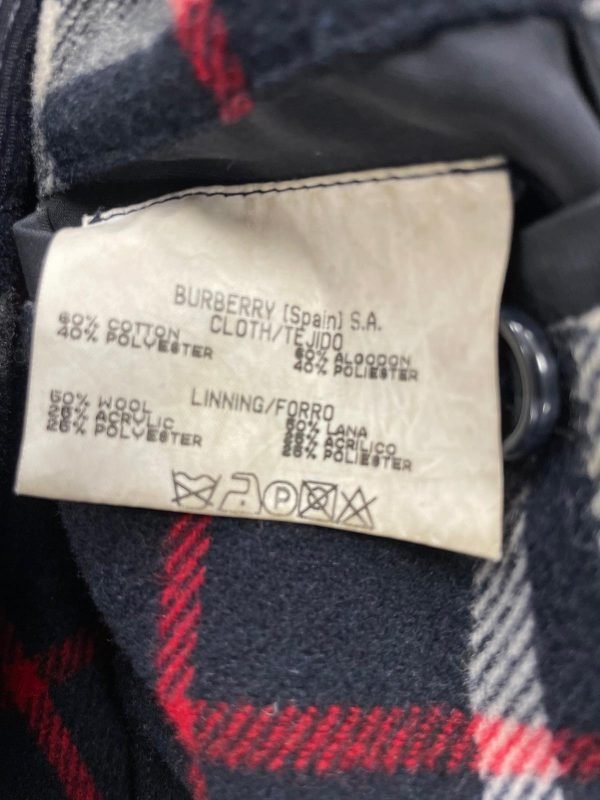 BURBERRY [Spain] S.A.
CLOTH/TEJIDO
60% COTTON
40% POLYESTER
60% ALGODON
40% POLIESTER
LINNING/FORRO
50% WOOL
25% ACRYLIC
25% POLYESTER
50% LANA
25% ACRILICO
25% POLIESTER
P